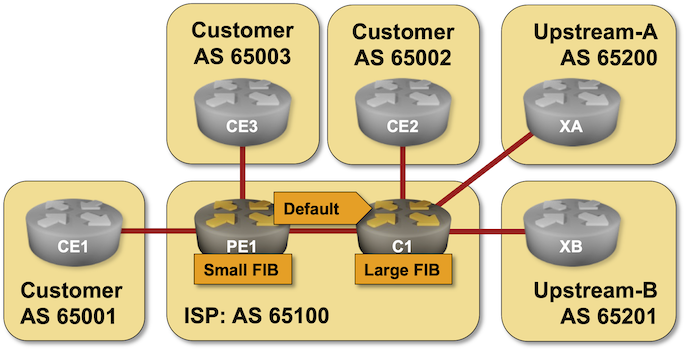 Customer
AS 65003
CE3
Customer
AS 65002
CE2
Upstream-A
AS 65200
XA
Default
CE1
PE1
C1
XB
Small FIB
Large FIB
Customer
AS 65001
ISP: AS 65100
Upstream-B
AS 65201